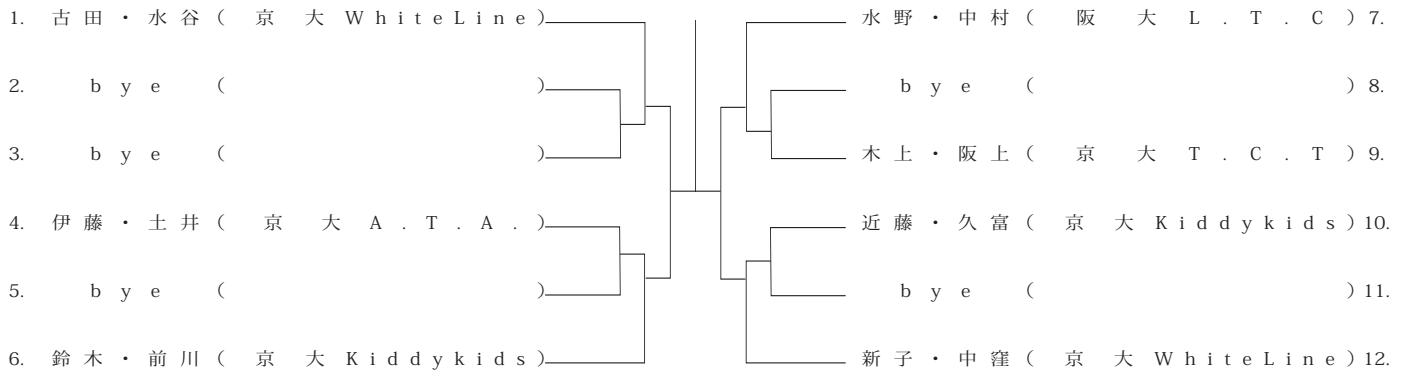 1. 古田・水谷(京大WhiteLine)
2. bye ( )
3. bye ( )
4. 伊藤・土井(京大A.T.A.)
5. bye ( )
6. 鈴木・前川(京大Kiddykids)
水野・中村(阪大L.T.C)7.
bye ( )8.
木上・阪上(京大T.C.T)9.
近藤・久富(京大Kiddykids)10.
bye ( )11.
新子・中窪(京大WhiteLine)12.